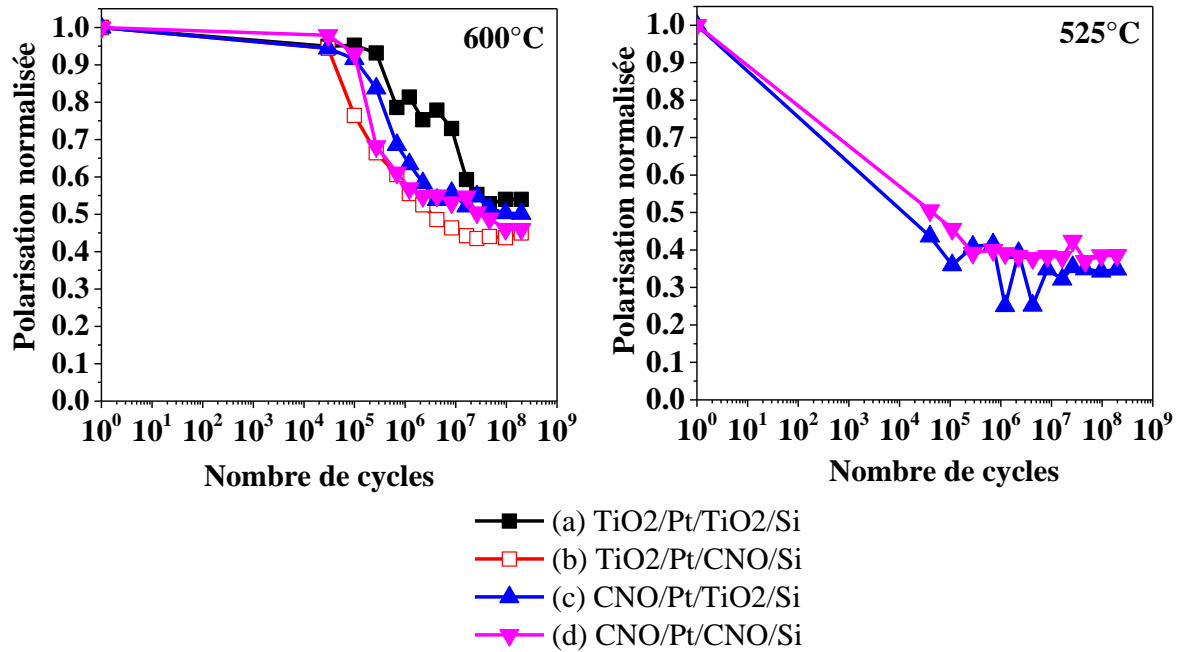 Polarisation normalisée
1.0
0.9
0.8
0.7
0.6
0.5
0.4
0.3
0.2
0.1
0.0
600°C
10⁰ 10¹ 10² 10³ 10⁴ 10⁵ 10⁶ 10⁷ 10⁸ 10⁹
Nombre de cycles
Polarisation normalisée
1.0
0.9
0.8
0.7
0.6
0.5
0.4
0.3
0.2
0.1
0.0
525°C
10⁰ 10¹ 10² 10³ 10⁴ 10⁵ 10⁶ 10⁷ 10⁸ 10⁹
Nombre de cycles
(a) TiO2/Pt/TiO2/Si
(b) TiO2/Pt/CNO/Si
(c) CNO/Pt/TiO2/Si
(d) CNO/Pt/CNO/Si